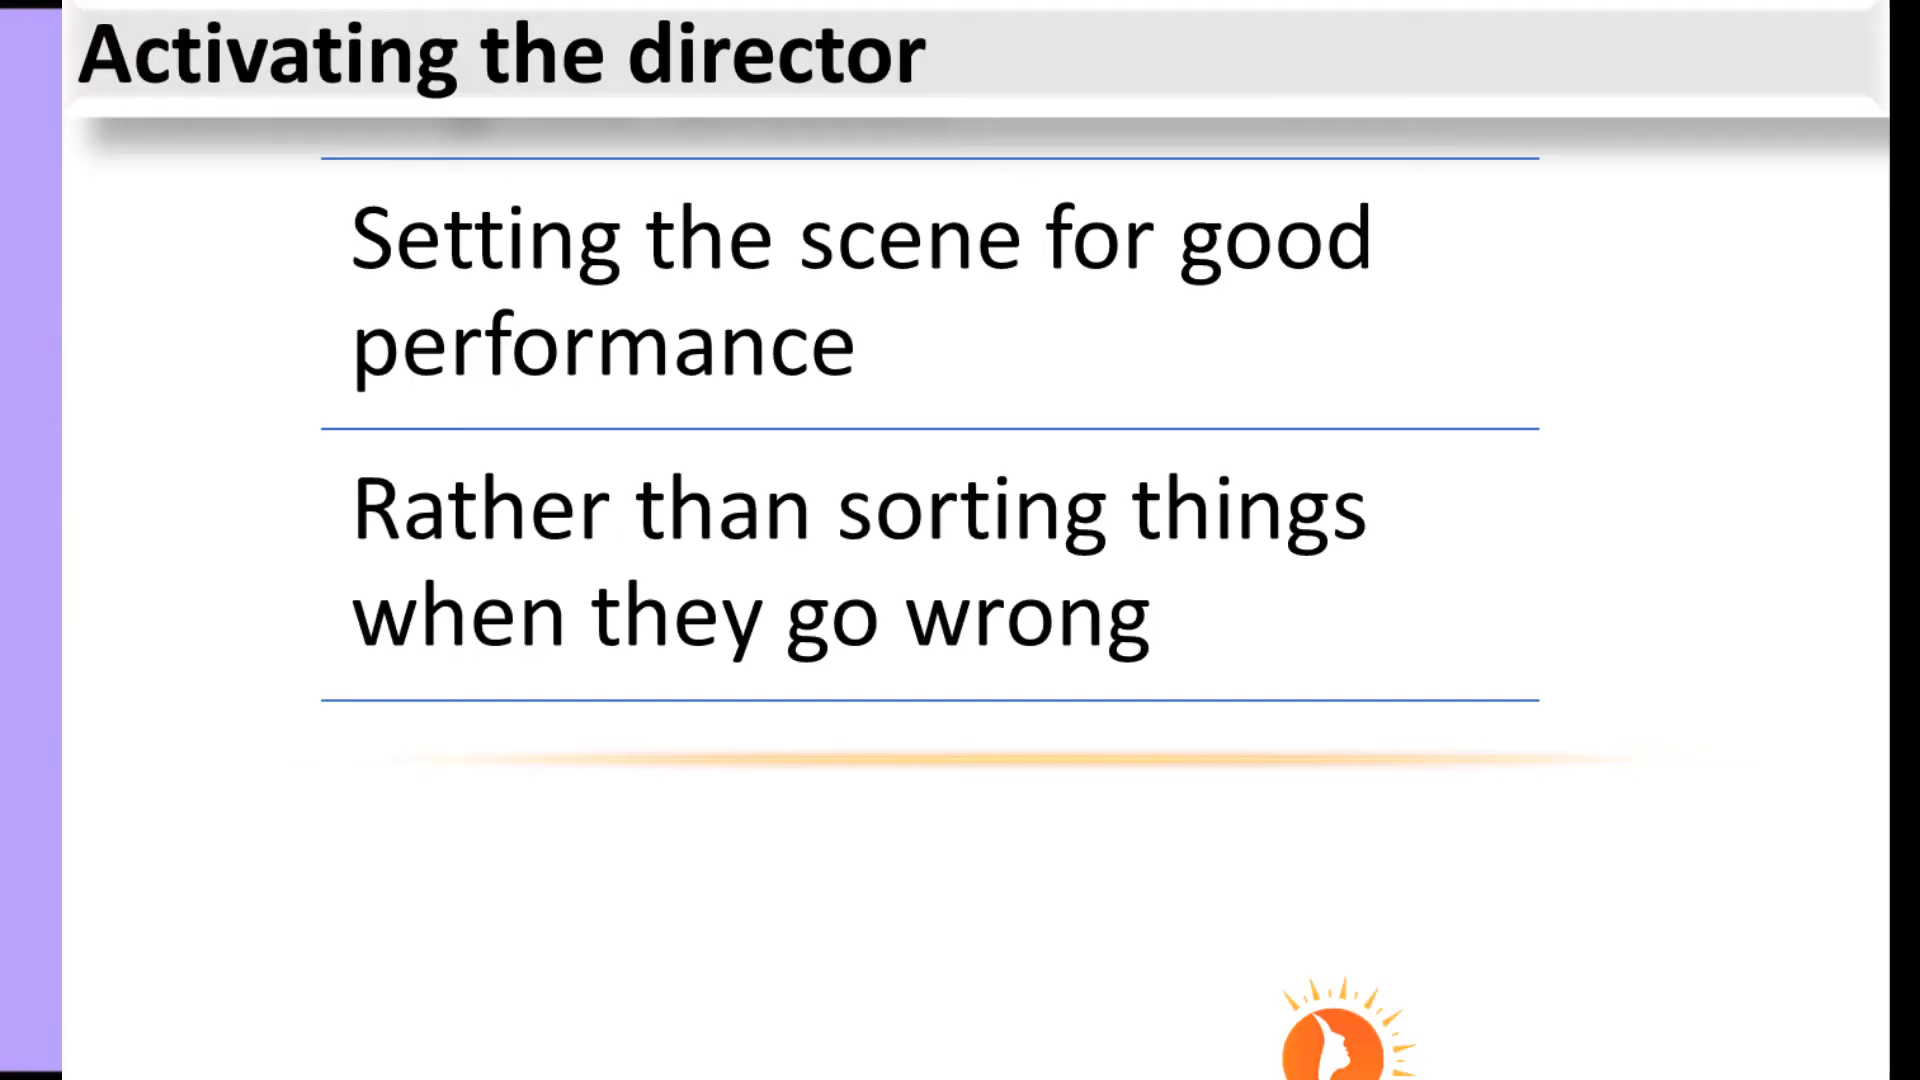 Activating the director
Setting the scene for good
performance
Rather than sorting things
when they go wrong